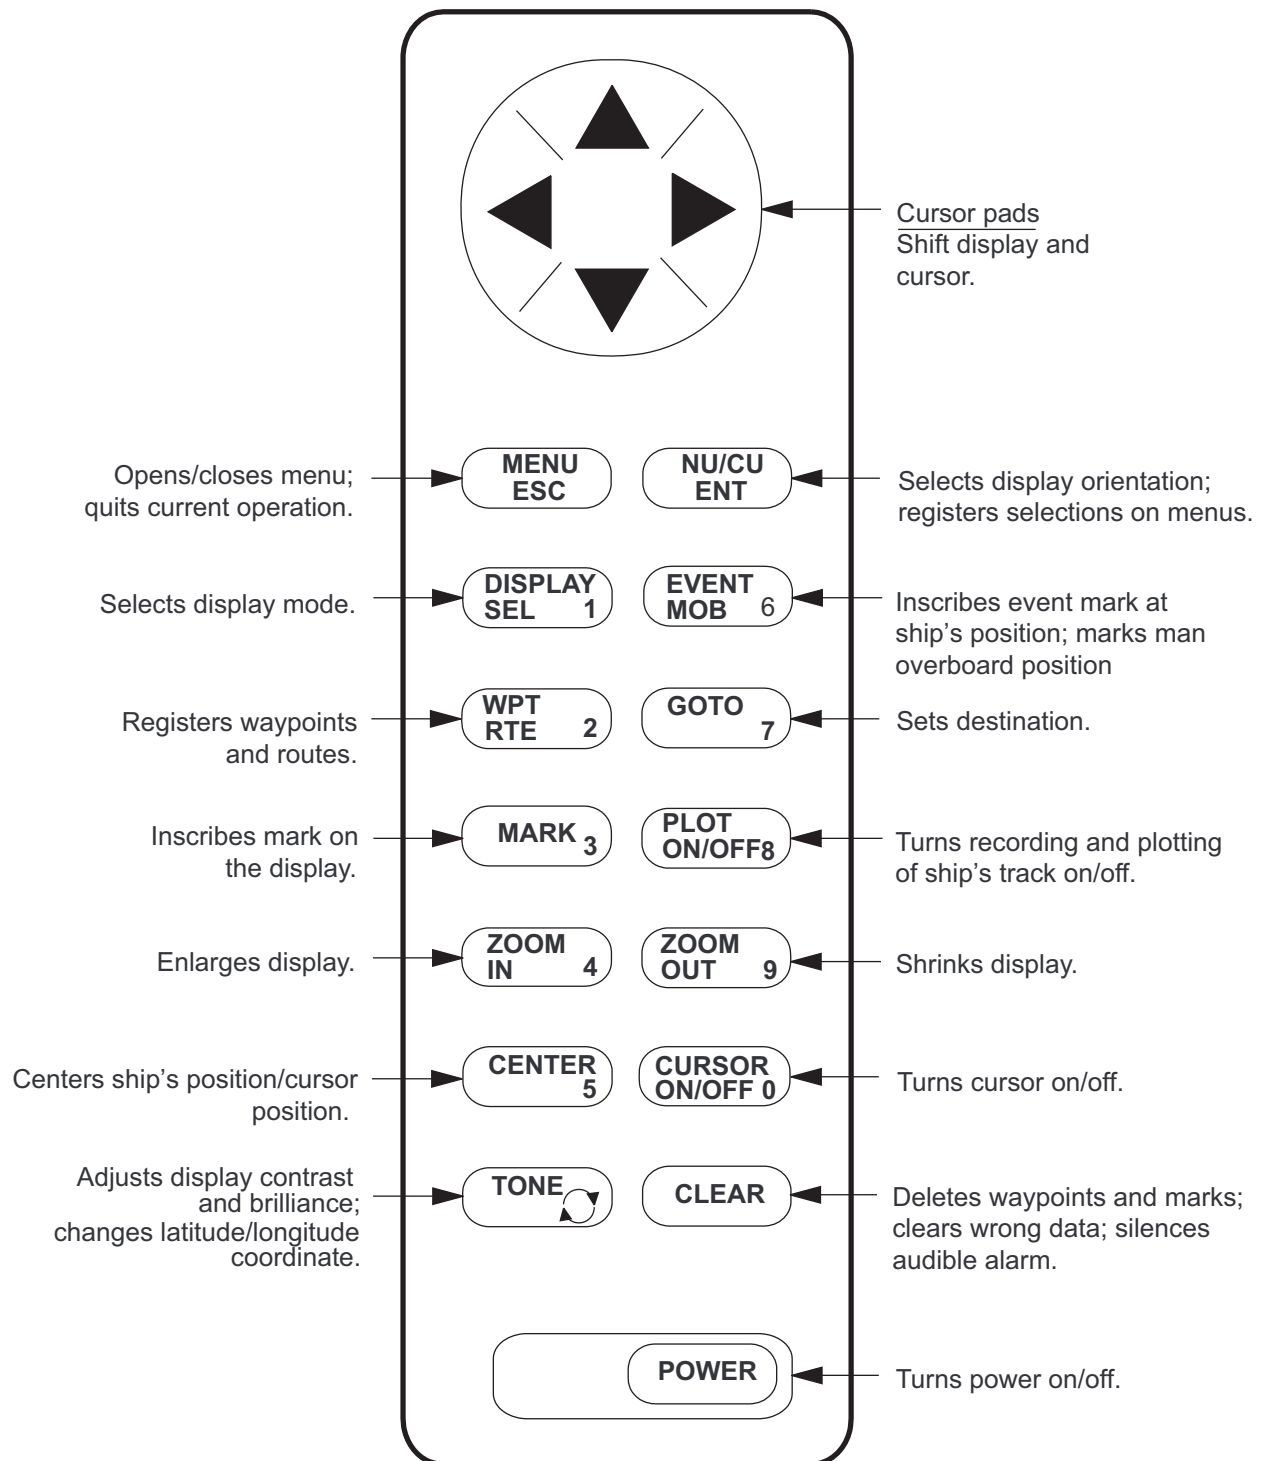 Cursor pads
Shift display and
cursor.
Opens/closes menu;
quits current operation.
MENU
ESC
NU/CU
ENT
Selects display orientation;
registers selections on menus.
Selects display mode.
DISPLAY
SEL 1
EVENT
MOB 6
Inscribes event mark at
ship's position; marks man
overboard position
Registers waypoints
and routes.
WPT
RTE 2
GOTO
7
Sets destination.
Inscribes mark on
the display.
MARK 3
PLOT
ON/OFF8
Turns recording and plotting
of ship's track on/off.
Enlarges display.
ZOOM
IN 4
ZOOM
OUT 9
Shrinks display.
Centers ship's position/cursor
position.
CENTER
5
CURSOR
ON/OFF 0
Turns cursor on/off.
Adjusts display contrast
and brilliance;
changes latitude/longitude
coordinate.
TONE
CLEAR
Deletes waypoints and marks;
clears wrong data; silences
audible alarm.
POWER
Turns power on/off.